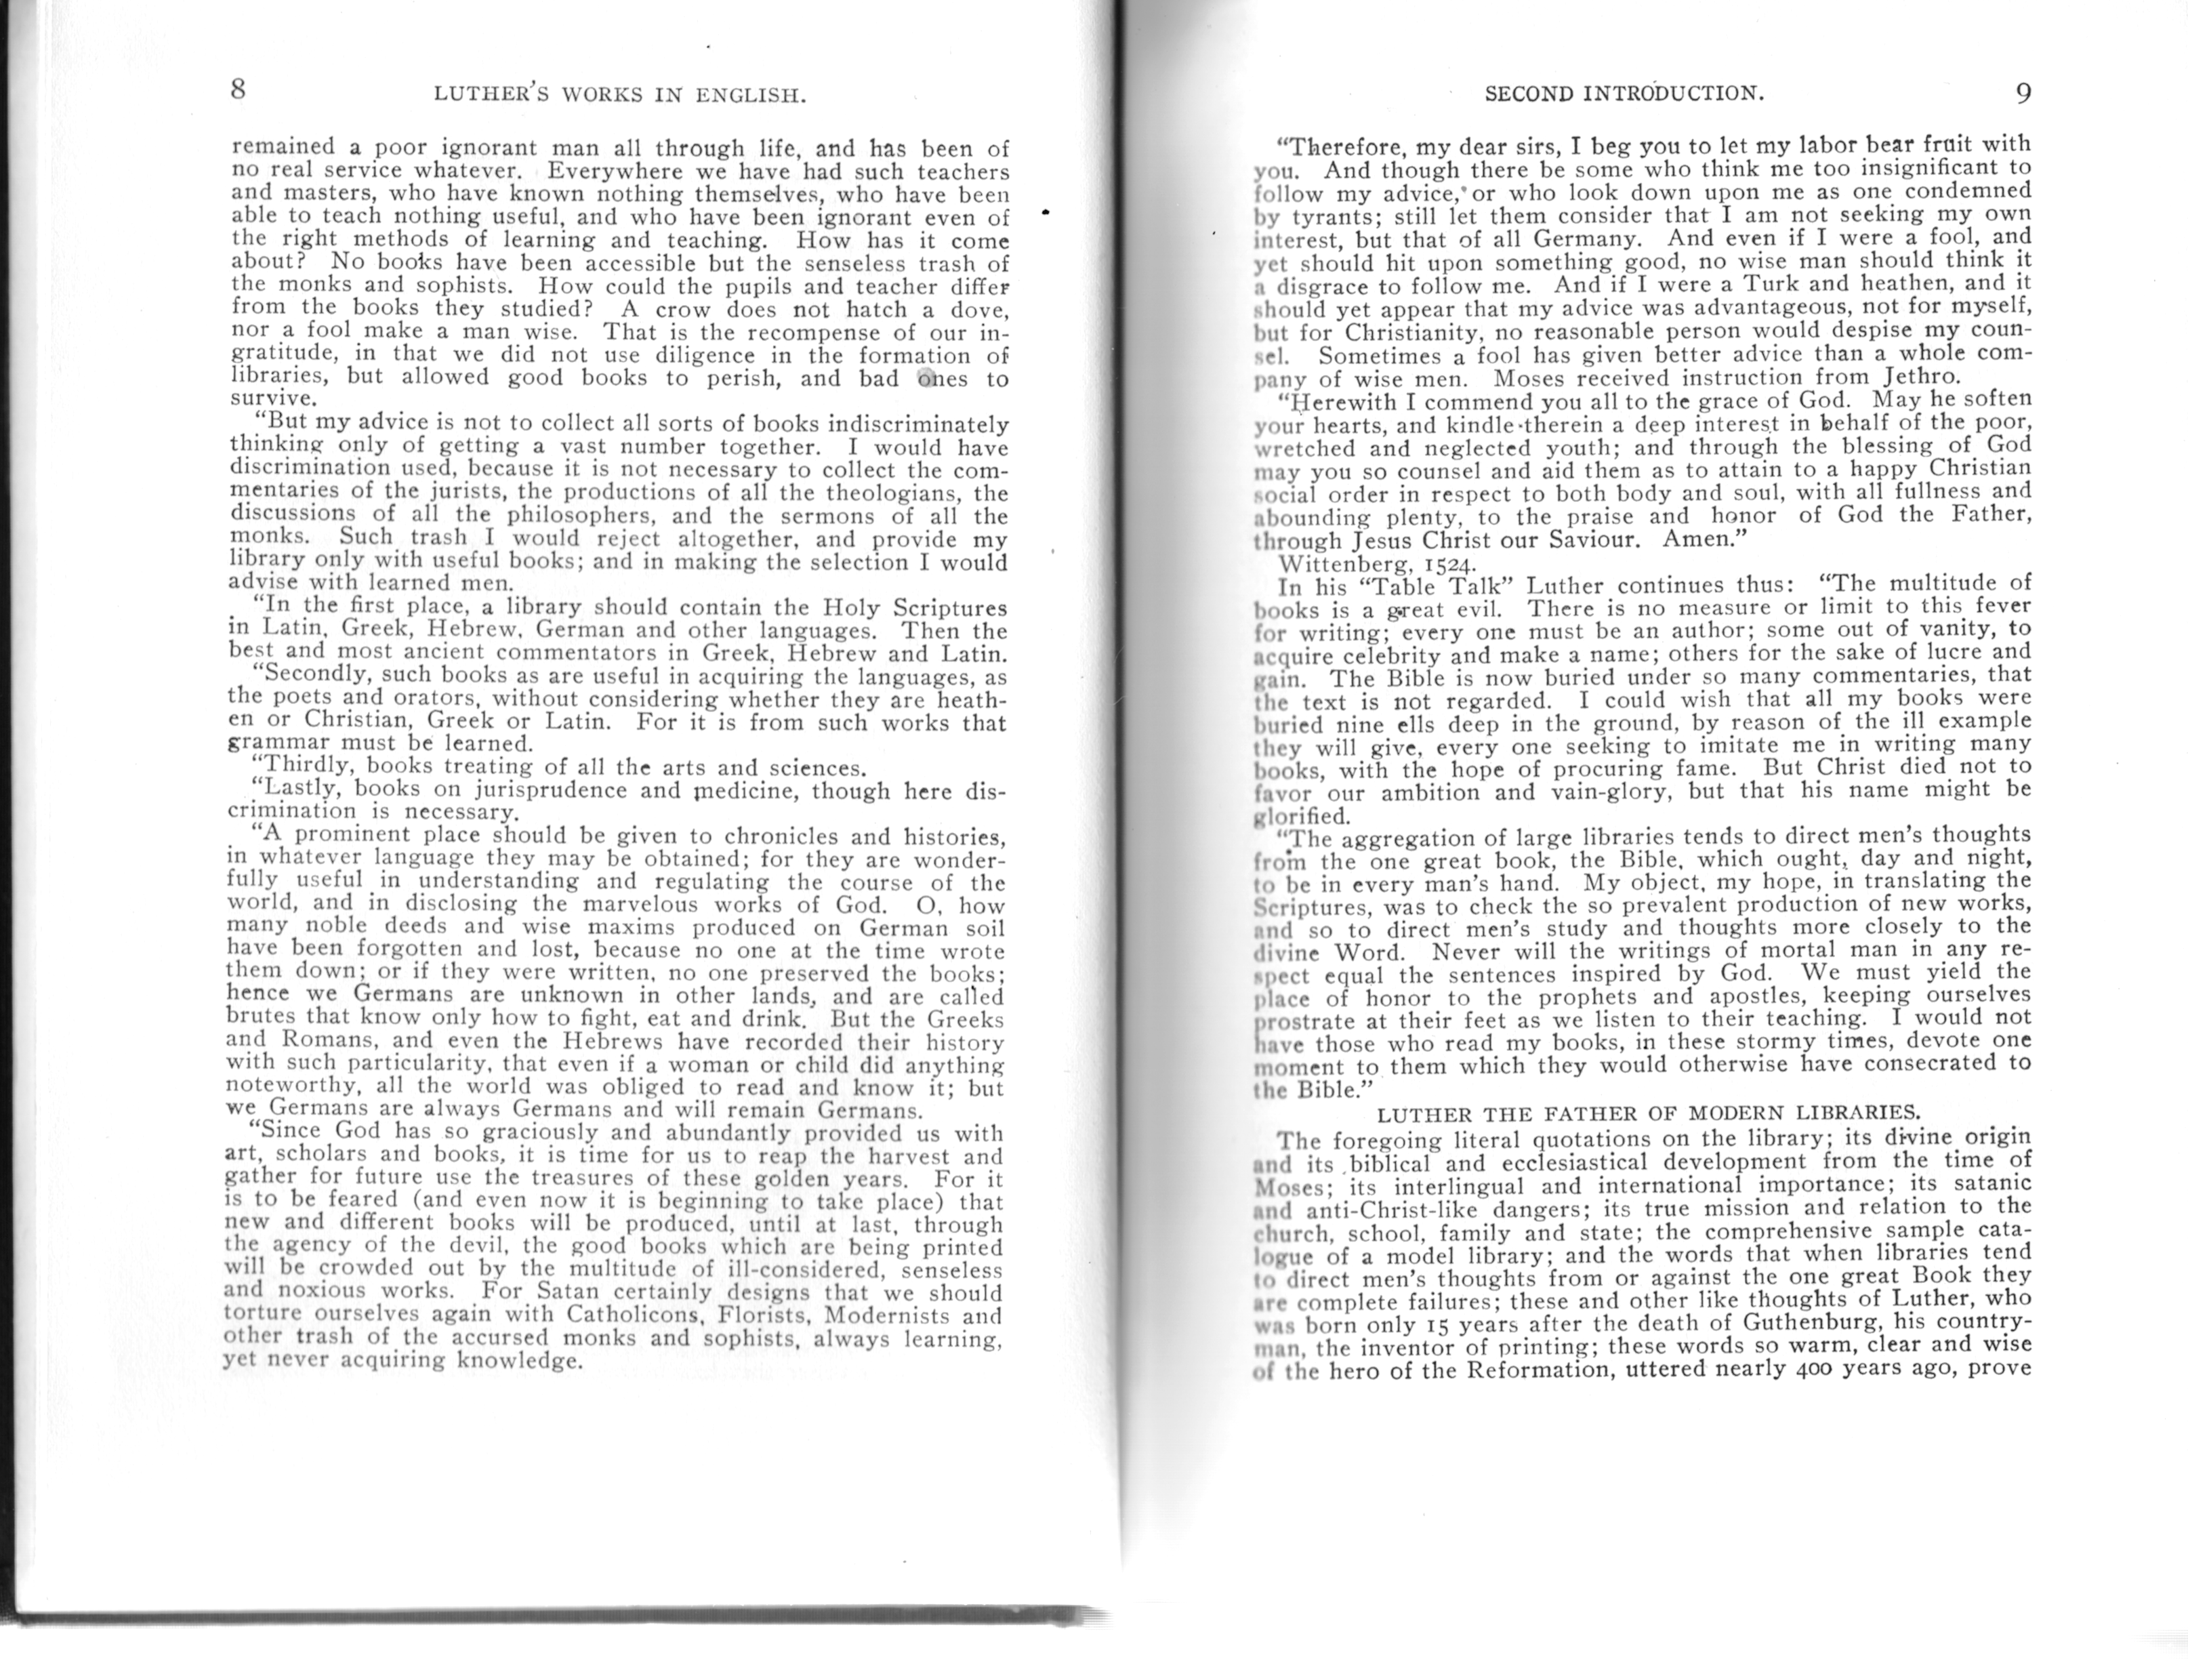 8
LUTHER'S WORKS IN ENGLISH.
remained a poor ignorant man all through life, and has been of
no real service whatever. Everywhere we have had such teachers
and masters, who have known nothing themselves, who have been
able to teach nothing useful, and who have been ignorant even of
the right methods of learning and teaching. How has it come
about? No books have been accessible but the senseless trash of
the monks and sophists. How could the pupils and teacher differ
from the books they studied? A crow does not hatch a dove,
nor a fool make a man wise. That is the recompense of our in-
gratitude, in that we did not use diligence in the formation of
libraries, but allowed good books to perish, and bad ones to
survive.
“But my advice is not to collect all sorts of books indiscriminately
thinking only of getting a vast number together. I would have
discrimination used, because it is not necessary to collect the com-
mentaries of the jurists, the productions of all the theologians, the
discussions of all the philosophers, and the sermons of all the
monks. Such trash I would reject altogether, and provide my
library only with useful books; and in making the selection I would
advise with learned men.
“In the first place, a library should contain the Holy Scriptures
in Latin, Greek, Hebrew, German and other languages. Then the
best and most ancient commentators in Greek, Hebrew and Latin.
“Secondly, such books as are useful in acquiring the languages, as
the poets and orators, without considering whether they are heath-
en or Christian, Greek or Latin. For it is from such works that
grammar must be learned.
“Thirdly, books treating of all the arts and sciences.
“Lastly, books on jurisprudence and medicine, though here dis-
crimination is necessary.
“A prominent place should be given to chronicles and histories,
in whatever language they may be obtained; for they are wonder-
fully useful in understanding and regulating the course of the
world, and in disclosing the marvelous works of God. O, how
many noble deeds and wise maxims produced on German soil
have been forgotten and lost, because no one at the time wrote
them down; or if they were written, no one preserved the books;
hence we Germans are unknown in other lands, and are called
brutes that know only how to fight, eat and drink. But the Greeks
and Romans, and even the Hebrews have recorded their history
with such particularity, that even if a woman or child did anything
noteworthy, all the world was obliged to read and know it; but
we Germans are always Germans and will remain Germans.
“Since God has so graciously and abundantly provided us with
art, scholars and books, it is time for us to reap the harvest and
gather for future use the treasures of these golden years. For it
is to be feared (and even now it is beginning to take place) that
new and different books will be produced, until at last, through
the agency of the devil, the good books which are being printed
will be crowded out by the multitude of ill-considered, senseless
and noxious works. For Satan certainly designs that we should
torture ourselves again with Catholicons, Florists, Modernists and
other trash of the accursed monks and sophists, always learning,
yet never acquiring knowledge.
SECOND INTRODUCTION.
9
“Therefore, my dear sirs, I beg you to let my labor bear fruit with
you. And though there be some who think me too insignificant to
follow my advice, or who look down upon me as one condemned
by tyrants; still let them consider that I am not seeking my own
interest, but that of all Germany. And even if I were a fool, and
yet should hit upon something good, no wise man should think it
a disgrace to follow me. And if I were a Turk and heathen, and it
should yet appear that my advice was advantageous, not for myself,
but for Christianity, no reasonable person would despise my coun-
sel. Sometimes a fool has given better advice than a whole com-
pany of wise men. Moses received instruction from Jethro.
“Herewith I commend you all to the grace of God. May he soften
your hearts, and kindle therein a deep interest in behalf of the poor,
wretched and neglected youth; and through the blessing of God
may you so counsel and aid them as to attain to a happy Christian
social order in respect to both body and soul, with all fullness and
abounding plenty, to the praise and honor of God the Father,
through Jesus Christ our Saviour. Amen.”
Wittenberg, 1524.
In his “Table Talk” Luther continues thus: “The multitude of
books is a great evil. There is no measure or limit to this fever
for writing; every one must be an author; some out of vanity, to
acquire celebrity and make a name; others for the sake of lucre and
gain. The Bible is now buried under so many commentaries, that
the text is not regarded. I could wish that all my books were
buried nine ells deep in the ground, by reason of the ill example
they will give, every one seeking to imitate me in writing many
books, with the hope of procuring fame. But Christ died not to
favor our ambition and vain-glory, but that his name might be
glorified.
“The aggregation of large libraries tends to direct men's thoughts
from the one great book, the Bible, which ought, day and night,
to be in every man's hand. My object, my hope, in translating the
Scriptures, was to check the so prevalent production of new works,
and so to direct men's study and thoughts more closely to the
divine Word. Never will the writings of mortal man in any re-
spect equal the sentences inspired by God. We must yield the
place of honor to the prophets and apostles, keeping ourselves
prostrate at their feet as we listen to their teaching. I would not
have those who read my books, in these stormy times, devote one
moment to them which they would otherwise have consecrated to
the Bible.”
LUTHER THE FATHER OF MODERN LIBRARIES.
The foregoing literal quotations on the library; its divine origin
and its biblical and ecclesiastical development from the time of
Moses; its interlingual and international importance; its satanic
and anti-Christ-like dangers; its true mission and relation to the
church, school, family and state; the comprehensive sample cata-
logue of a model library; and the words that when libraries tend
to direct men's thoughts from or against the one great Book they
are complete failures; these and other like thoughts of Luther, who
was born only 15 years after the death of Guthenburg, his country-
man, the inventor of printing; these words so warm, clear and wise
of the hero of the Reformation, uttered nearly 400 years ago, prove